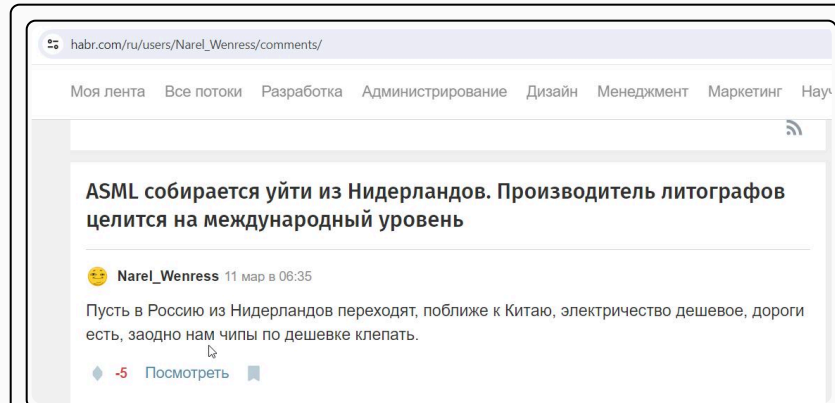 habr.com/ru/users/Narel_Wenress/comments/
Моя лента Все потоки Разработка Администрирование Дизайн Менеджмент Маркетинг Науч
ASML собирается уйти из Нидерландов. Производитель литографов
целится на международный уровень
Narel_Wenress 11 мар в 06:35
Пусть в Россию из Нидерландов переходят, поближе к Китаю, электричество дешевое, дороги
есть, заодно нам чипы по дешевке клепать.
-5 Посмотреть